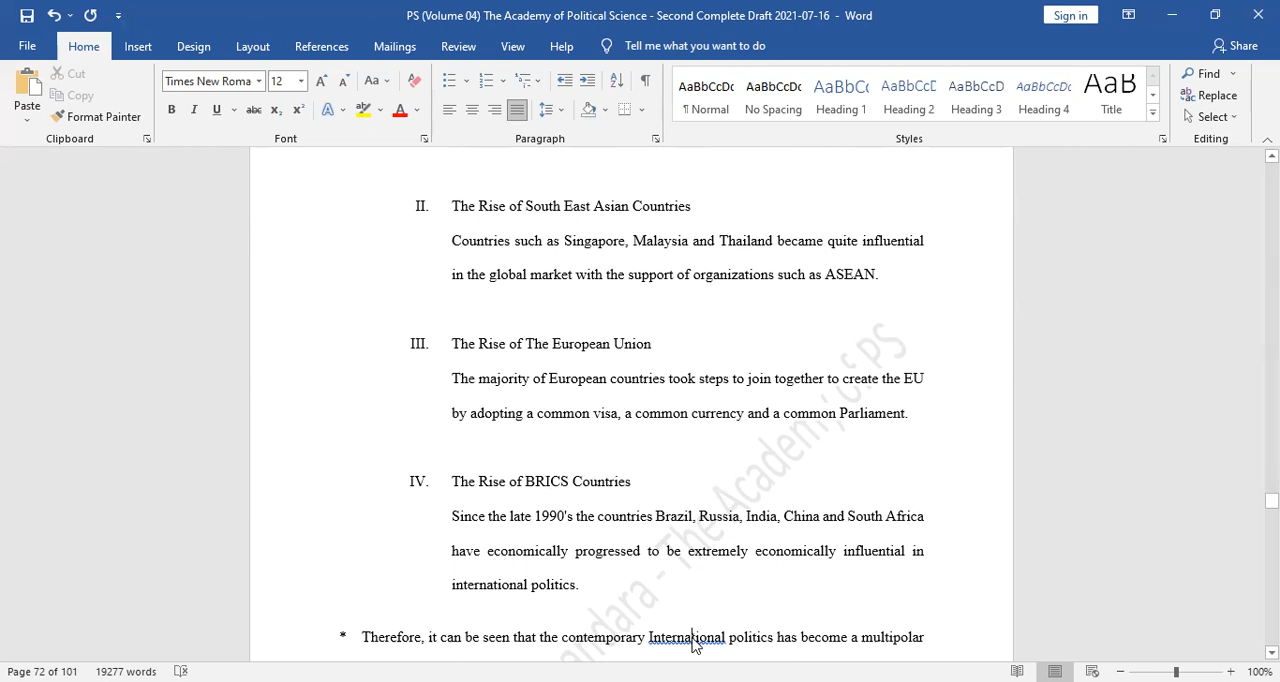 PS (Volume 04) The Academy of Political Science - Second Complete Draft 2021-07-16 - Word
Sign in
File Home Insert Design Layout References Mailings Review View Help Tell me what you want to do Share
Paste
Cut
Copy
Format Painter
Clipboard
Times New Roma 12
Font
Paragraph
AaBbCcDc AaBbCcDc AaBbCc AaBbCcC AaBbCcD AaBbCcDc AaB
¶ Normal No Spacing Heading 1 Heading 2 Heading 3 Heading 4 Title
Styles
Find
Replace
Select
Editing
II. The Rise of South East Asian Countries
Countries such as Singapore, Malaysia and Thailand became quite influential
in the global market with the support of organizations such as ASEAN.
III. The Rise of The European Union
The majority of European countries took steps to join together to create the EU
by adopting a common visa, a common currency and a common Parliament.
IV. The Rise of BRICS Countries
Since the late 1990's the countries Brazil, Russia, India, China and South Africa
have economically progressed to be extremely economically influential in
international politics.
* Therefore, it can be seen that the contemporary International politics has become a multipolar
andara - The Academy of PS
Page 72 of 101 19277 words
100%